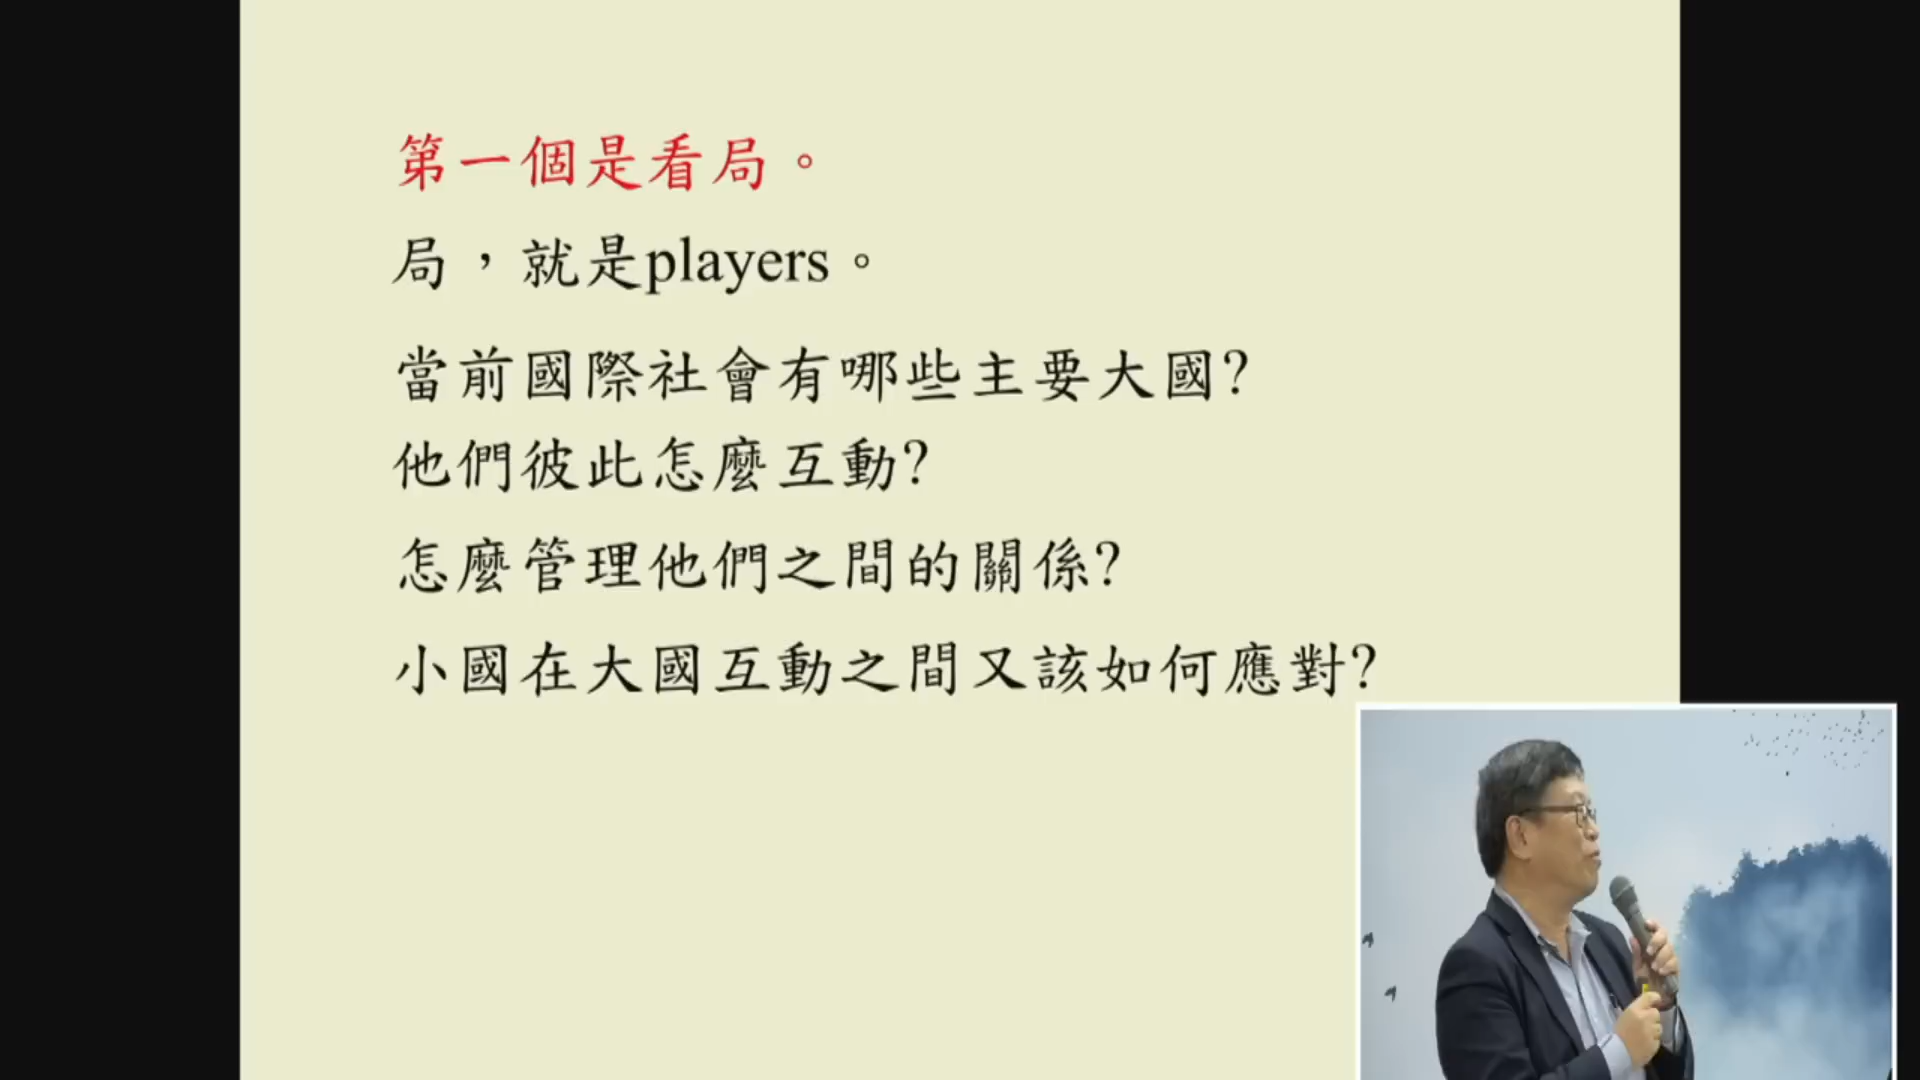 第一個是看局。
局，就是players。
當前國際社會有哪些主要大國?
他們彼此怎麼互動?
怎麼管理他們之間的關係?
小國在大國互動之間又該如何應對?